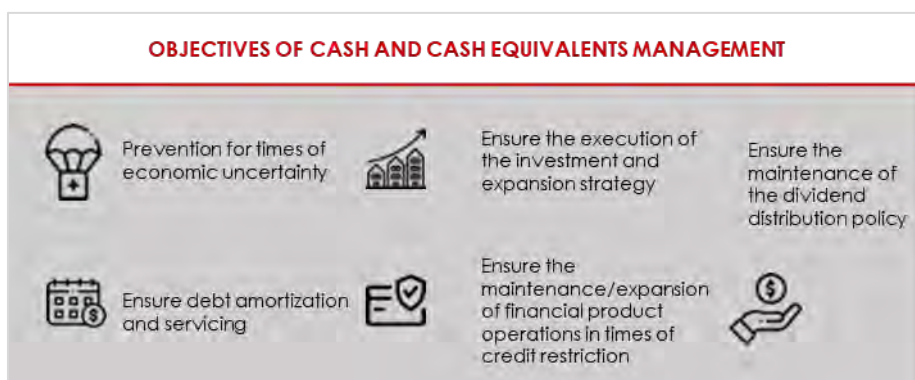 OBJECTIVES OF CASH AND CASH EQUIVALENTS MANAGEMENT
Prevention for times of
economic uncertainty
Ensure the execution of
the investment and
expansion strategy
Ensure the
maintenance of
the dividend
distribution policy
Ensure debt amortization
and servicing
Ensure the
maintenance/expansion
of financial product
operations in times of
credit restriction